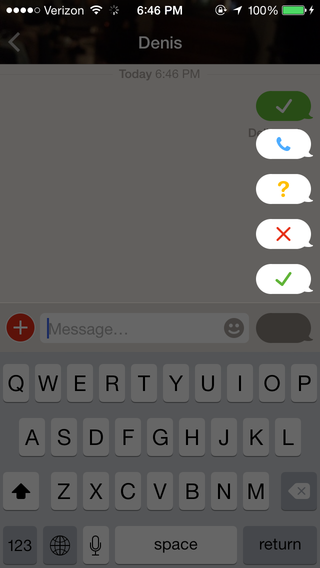 Verizon 6:46 PM 100%
Denis
Today 6:46 PM
Message...
Q W E R T Y U I O P
A S D F G H J K L
Z X C V B N M
123 space return